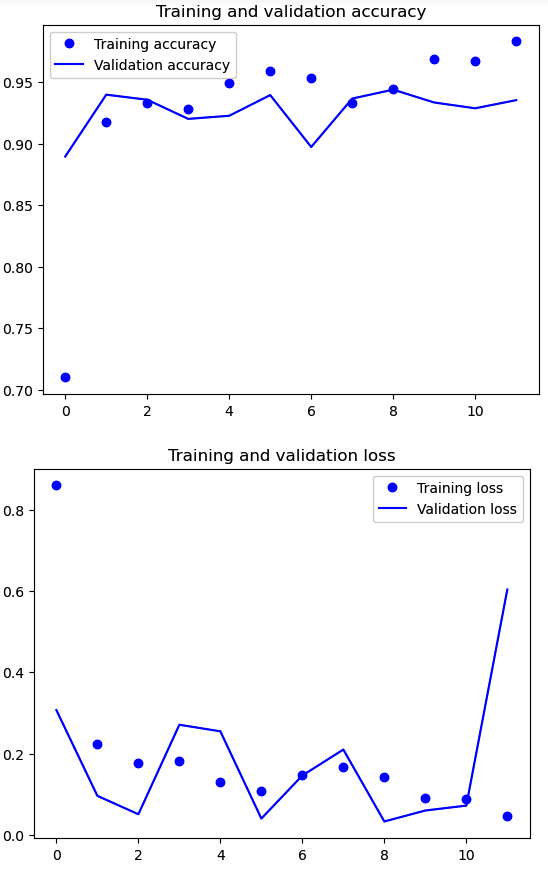 Training and validation accuracy
Training accuracy
Validation accuracy
0.95
0.90
0.85
0.80
0.75
0.70
0 2 4 6 8 10
Training and validation loss
Training loss
Validation loss
0.8
0.6
0.4
0.2
0.0
0 2 4 6 8 10